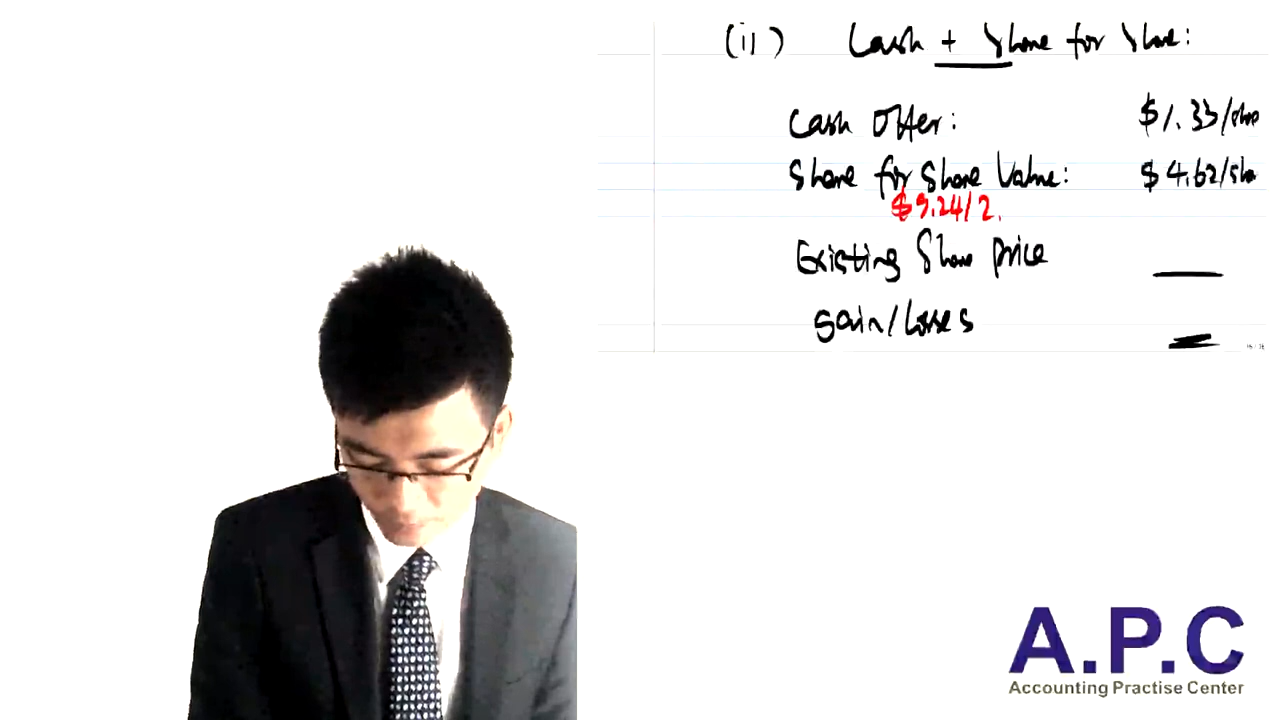 (ii) Cash + Share for Share:
Cash Offer: $1.33/share
Share for Share Value: $4.62/sha
$9.24/2.
Existing Share price
gain/losses
A.P.C
Accounting Practise Center